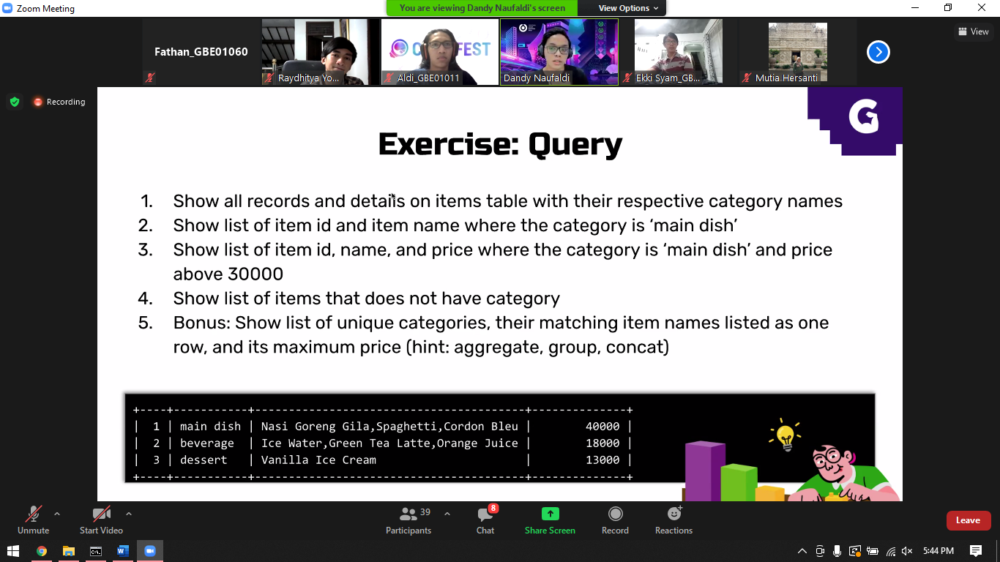 Zoom Meeting
You are viewing Dandy Naufaldi's screen
View Options
Fathan_GBE01060
Raydhitya Yo...
C FEST
Aldi_GBE01011
Dandy Naufaldi
Ekki Syam_GB...
Mutia Hersanti
View
Recording
G
Exercise: Query
1. Show all records and details on items table with their respective category names
2. Show list of item id and item name where the category is ‘main dish’
3. Show list of item id, name, and price where the category is ‘main dish’ and price
above 30000
4. Show list of items that does not have category
5. Bonus: Show list of unique categories, their matching item names listed as one
row, and its maximum price (hint: aggregate, group, concat)
+----+-----------+---------------------------------------+--------------+
| 1 | main dish | Nasi Goreng Gila,Spaghetti,Cordon Bleu | 40000 |
| 2 | beverage | Ice Water,Green Tea Latte,Orange Juice | 18000 |
| 3 | dessert | Vanilla Ice Cream | 13000 |
+----+-----------+---------------------------------------+--------------+
Unmute
Start Video
39
Participants
8
Chat
Share Screen
Record
Reactions
Leave
5:44 PM